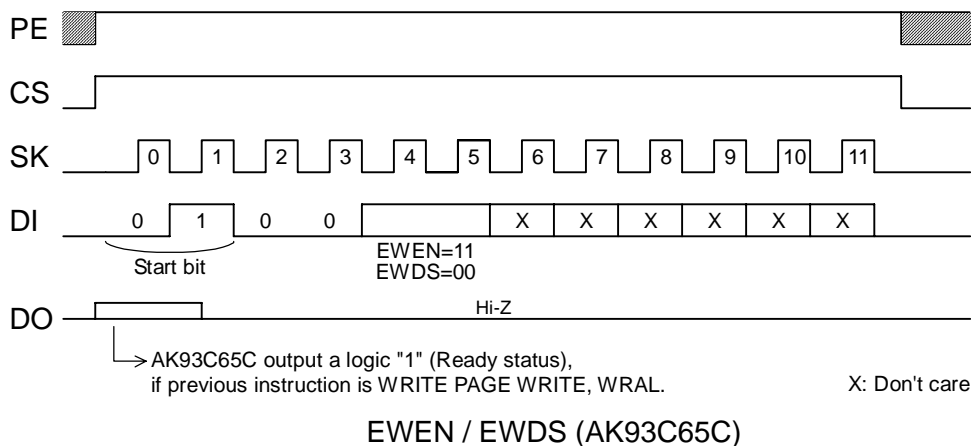 PE
CS
SK 0 1 2 3 4 5 6 7 8 9 10 11
DI 0 1 0 0 X X X X X X
Start bit
EWEN=11
EWDS=00
DO Hi-Z
AK93C65C output a logic "1" (Ready status),
if previous instruction is WRITE PAGE WRITE, WRAL.
X: Don't care
EWEN / EWDS (AK93C65C)